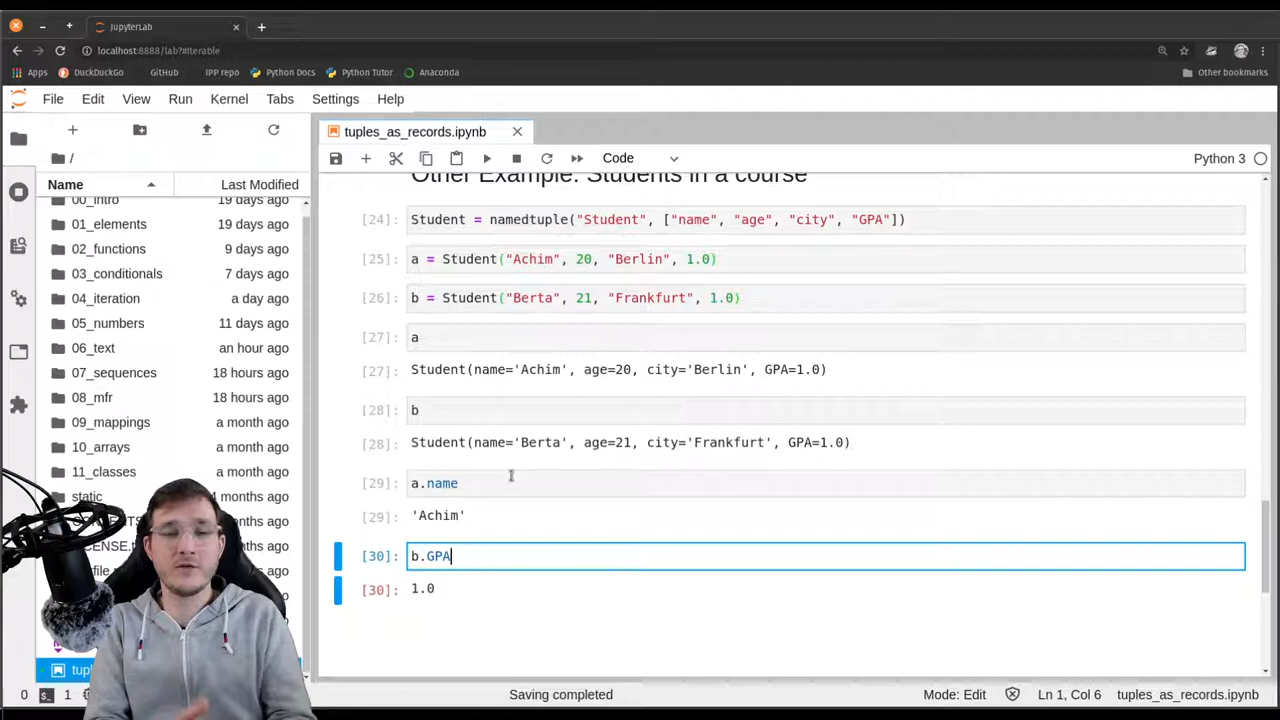 JupyterLab
localhost:8888/lab?#Iterable
Apps DuckDuckGo GitHub IPP repo Python Docs Python Tutor Anaconda Other bookmarks
File Edit View Run Kernel Tabs Settings Help
tuples_as_records.ipynb
/
Code
Python 3
Name Last Modified
00_intro 19 days ago
01_elements 19 days ago
02_functions 9 days ago
03_conditionals 7 days ago
04_iteration a day ago
05_numbers 11 days ago
06_text an hour ago
07_sequences 18 hours ago
08_mfr 18 hours ago
09_mappings a month ago
10_arrays a month ago
11_classes a month ago
static months ago
months ago
a month ago
Other Example: Students in a course
[24]: Student = namedtuple("Student", ["name", "age", "city", "GPA"])
[25]: a = Student("Achim", 20, "Berlin", 1.0)
[26]: b = Student("Berta", 21, "Frankfurt", 1.0)
[27]: a
[27]: Student(name='Achim', age=20, city='Berlin', GPA=1.0)
[28]: b
[28]: Student(name='Berta', age=21, city='Frankfurt', GPA=1.0)
[29]: a.name
[29]: 'Achim'
[30]: b.GPA
[30]: 1.0
0 1 Saving completed Mode: Edit Ln 1, Col 6 tuples_as_records.ipynb